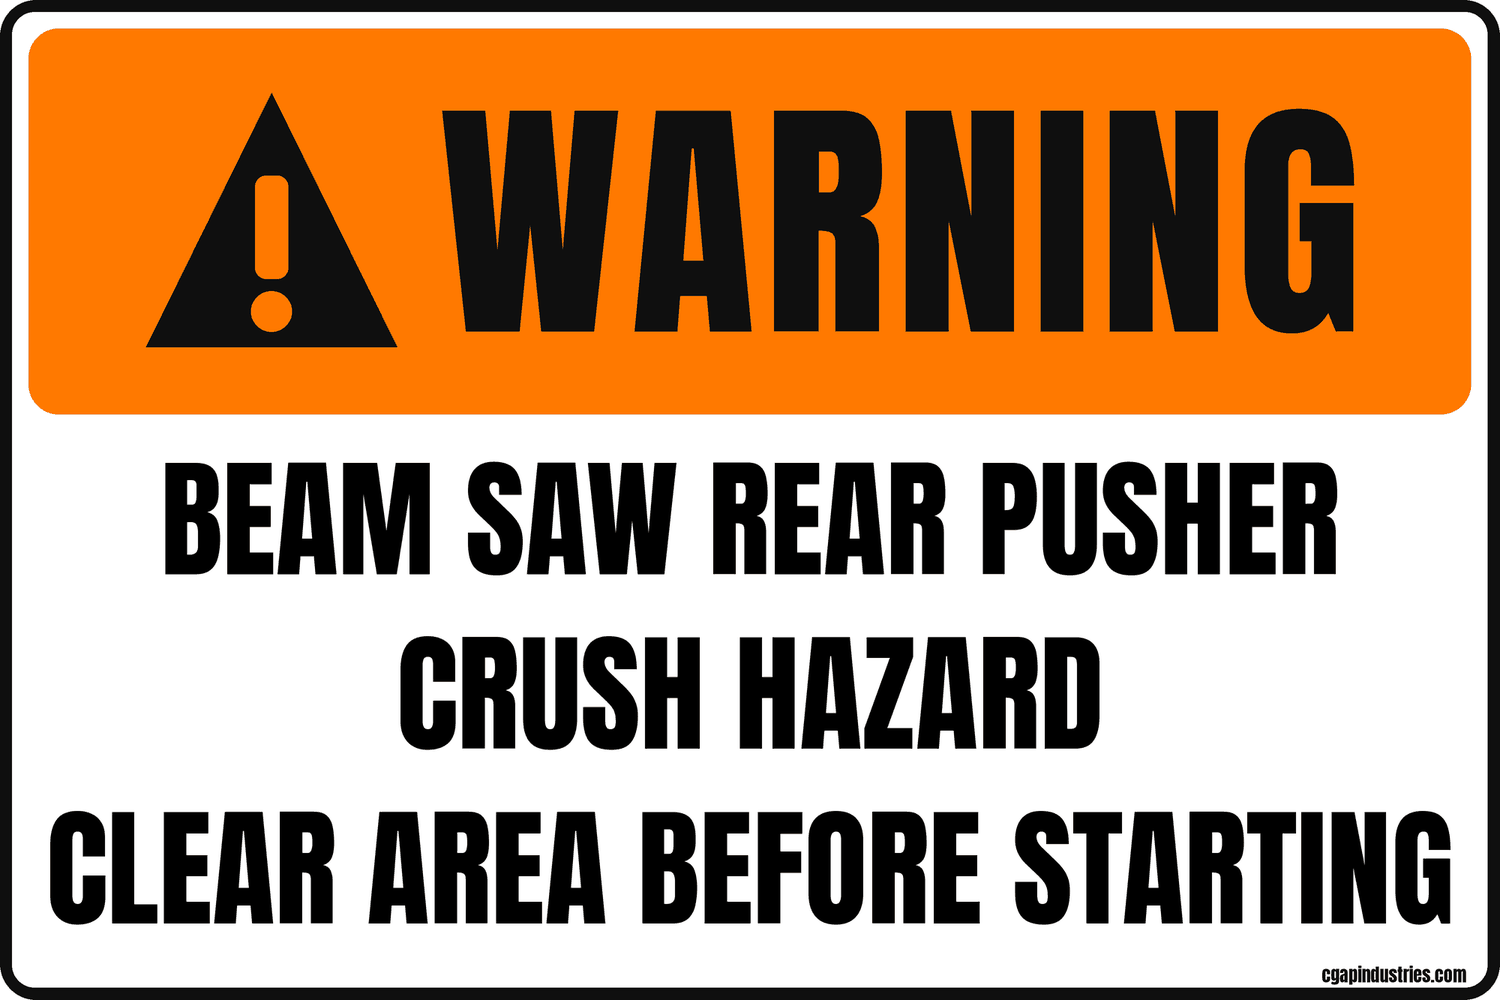 WARNING
BEAM SAW REAR PUSHER
CRUSH HAZARD
CLEAR AREA BEFORE STARTING
cgapindustries.com